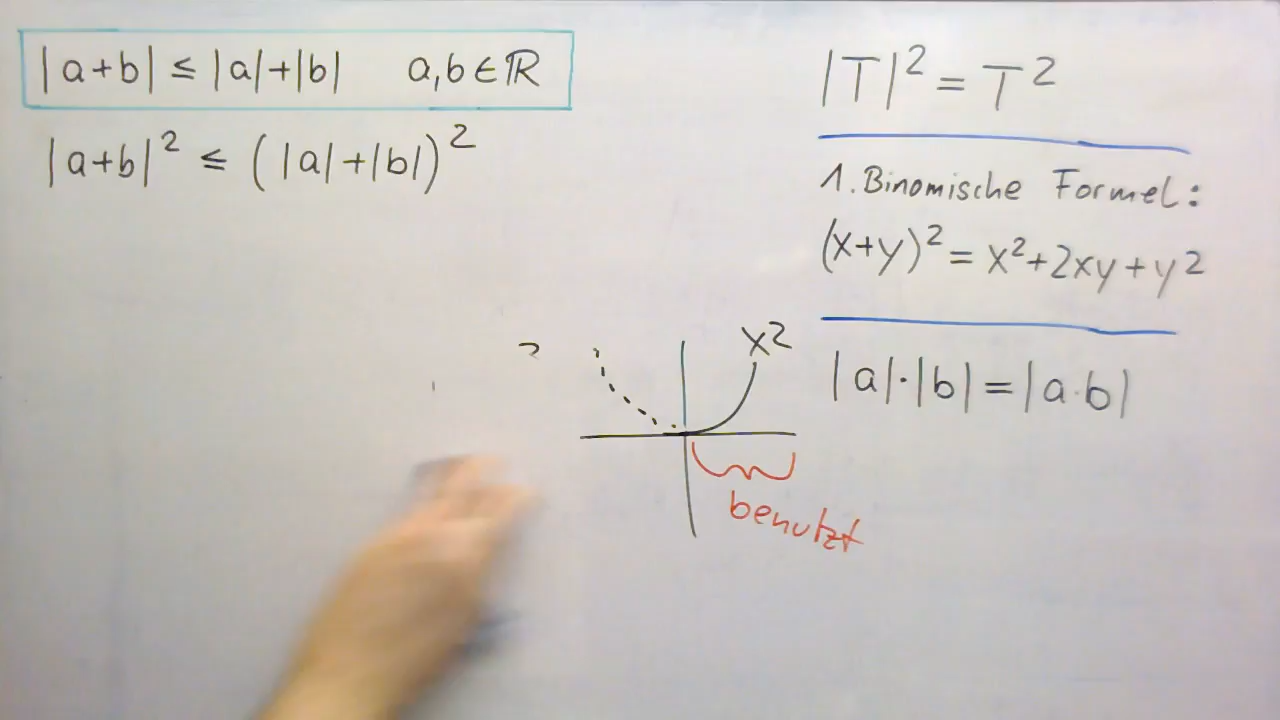 |a+b| ≤ |a|+|b| a,b ∈ ℝ
|a+b|² ≤ (|a|+|b|)²
|T|² = T²
1. Binomische Formel:
(x+y)² = x²+2xy+y²
|a|·|b| = |a·b|
x²
benutzt